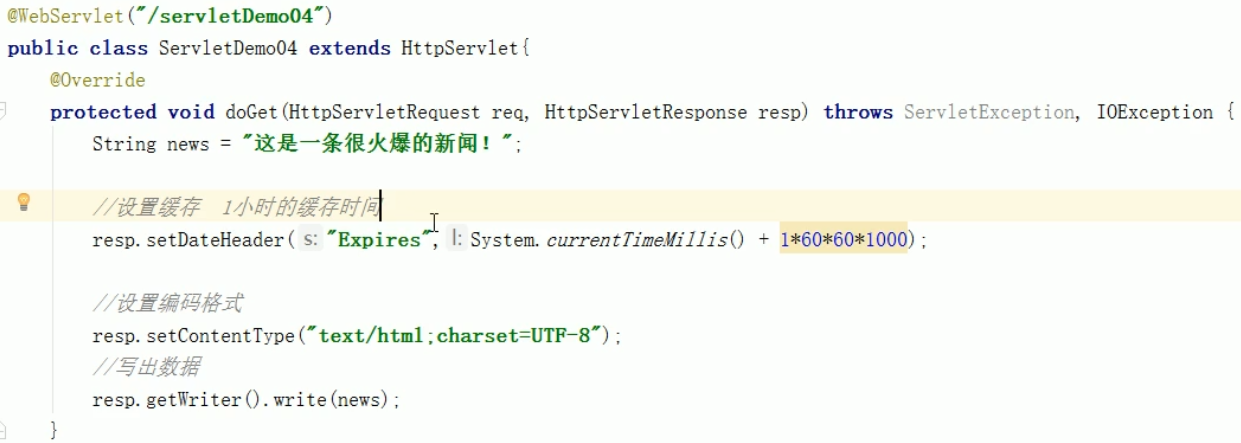 @WebServlet("/servletDemo04")
public class ServletDemo04 extends HttpServlet{
@Override
protected void doGet(HttpServletRequest req, HttpServletResponse resp) throws ServletException, IOException {
String news = "这是一条很火爆的新闻！";
//设置缓存 1小时的缓存时间
resp.setDateHeader( s: "Expires", l: System.currentTimeMillis() + 1*60*60*1000);
//设置编码格式
resp.setContentType("text/html;charset=UTF-8");
//写出数据
resp.getWriter().write(news);
}